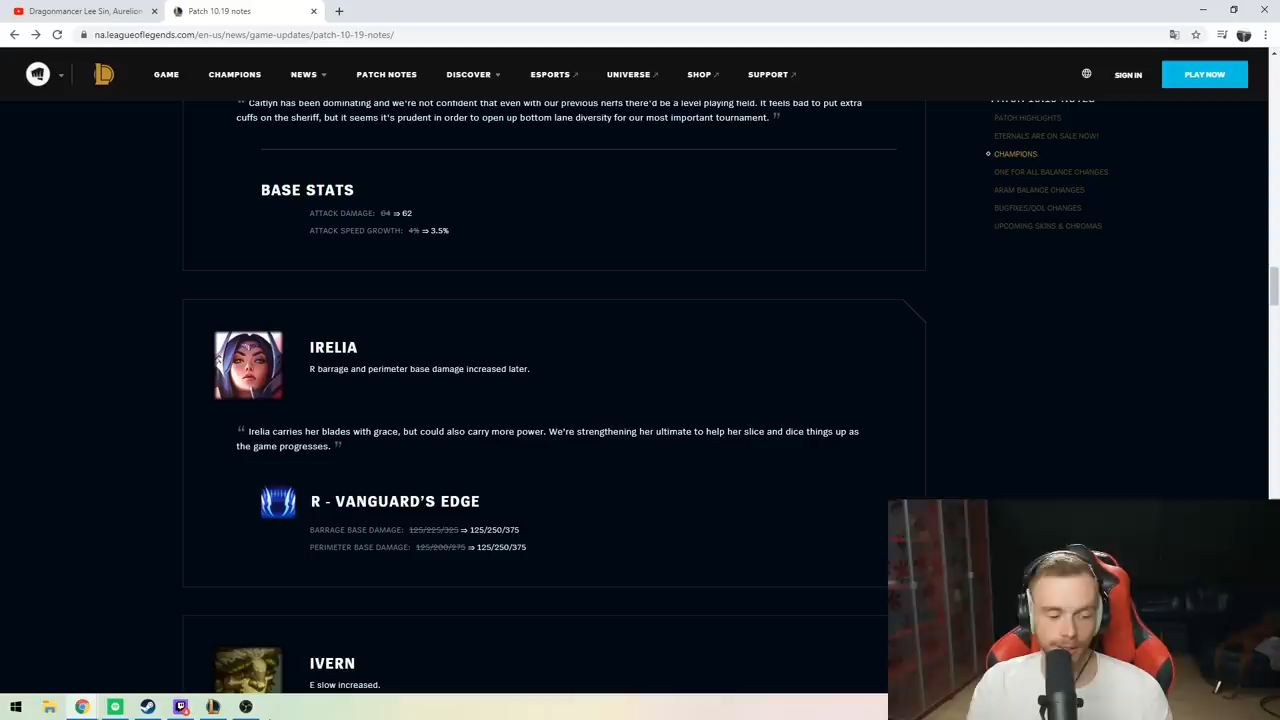 Dragonmancer Lee Sin, Aurelion
Patch 10.19 notes
na.leagueoflegends.com/en-us/news/game-updates/patch-10-19-notes/
GAME
CHAMPIONS
NEWS
PATCH NOTES
DISCOVER
ESPORTS
UNIVERSE
SHOP
SUPPORT
SIGN IN
PLAY NOW
" Caitlyn has been dominating and we're not confident that even with our previous nerfs there'd be a level playing field. It feels bad to put extra
cuffs on the sheriff, but it seems it's prudent in order to open up bottom lane diversity for our most important tournament. "
BASE STATS
ATTACK DAMAGE: 64 ⇒ 62
ATTACK SPEED GROWTH: 4% ⇒ 3.5%
IRELIA
R barrage and perimeter base damage increased later.
" Irelia carries her blades with grace, but could also carry more power. We're strengthening her ultimate to help her slice and dice things up as
the game progresses. "
R - VANGUARD'S EDGE
BARRAGE BASE DAMAGE: 125/225/325 ⇒ 125/250/375
PERIMETER BASE DAMAGE: 125/200/275 ⇒ 125/250/375
IVERN
E slow increased.
PATCH 10.19 NOTES
PATCH HIGHLIGHTS
ETERNALS ARE ON SALE NOW!
CHAMPIONS
ONE FOR ALL BALANCE CHANGES
ARAM BALANCE CHANGES
BUGFIXES/QOL CHANGES
UPCOMING SKINS & CHROMAS